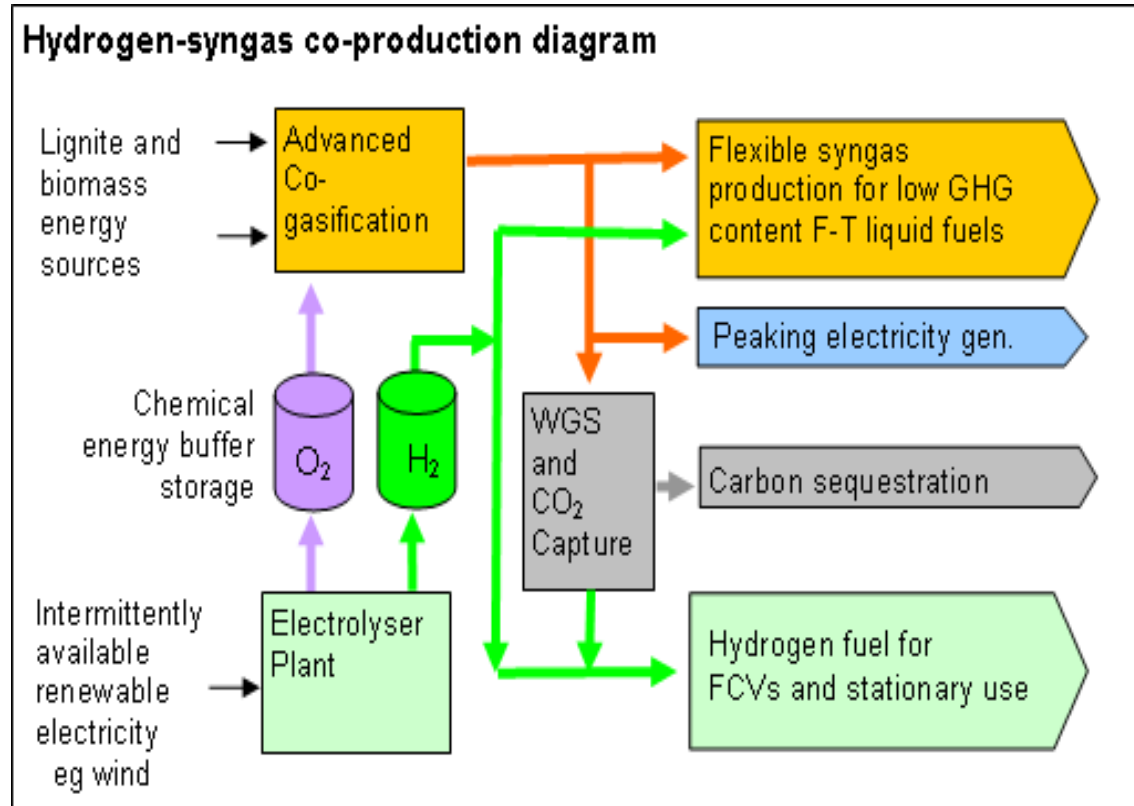 Hydrogen-syngas co-production diagram
Lignite and
biomass
energy
sources
Advanced
Co-
gasification
Flexible syngas
production for low GHG
content F-T liquid fuels
Peaking electricity gen.
Chemical
energy buffer
storage
O₂
H₂
WGS
and
CO₂
Capture
Carbon sequestration
Intermittently
available
renewable
electricity
eg wind
Electrolyser
Plant
Hydrogen fuel for
FCVs and stationary use